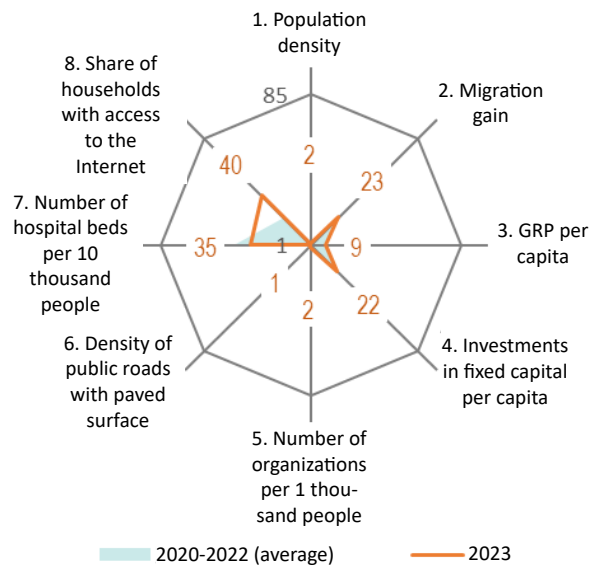 1. Population
density
85
2
2. Migration
gain
23
3. GRP per
capita
9
4. Investments
in fixed capital
per capita
22
5. Number of
organizations
per 1 thou-
sand people
2
6. Density of
public roads
with paved
surface
1
7. Number of
hospital beds
per 10
thousand
people
35
1
8. Share of
households
with access
to the
Internet
40
2020-2022 (average)
2023